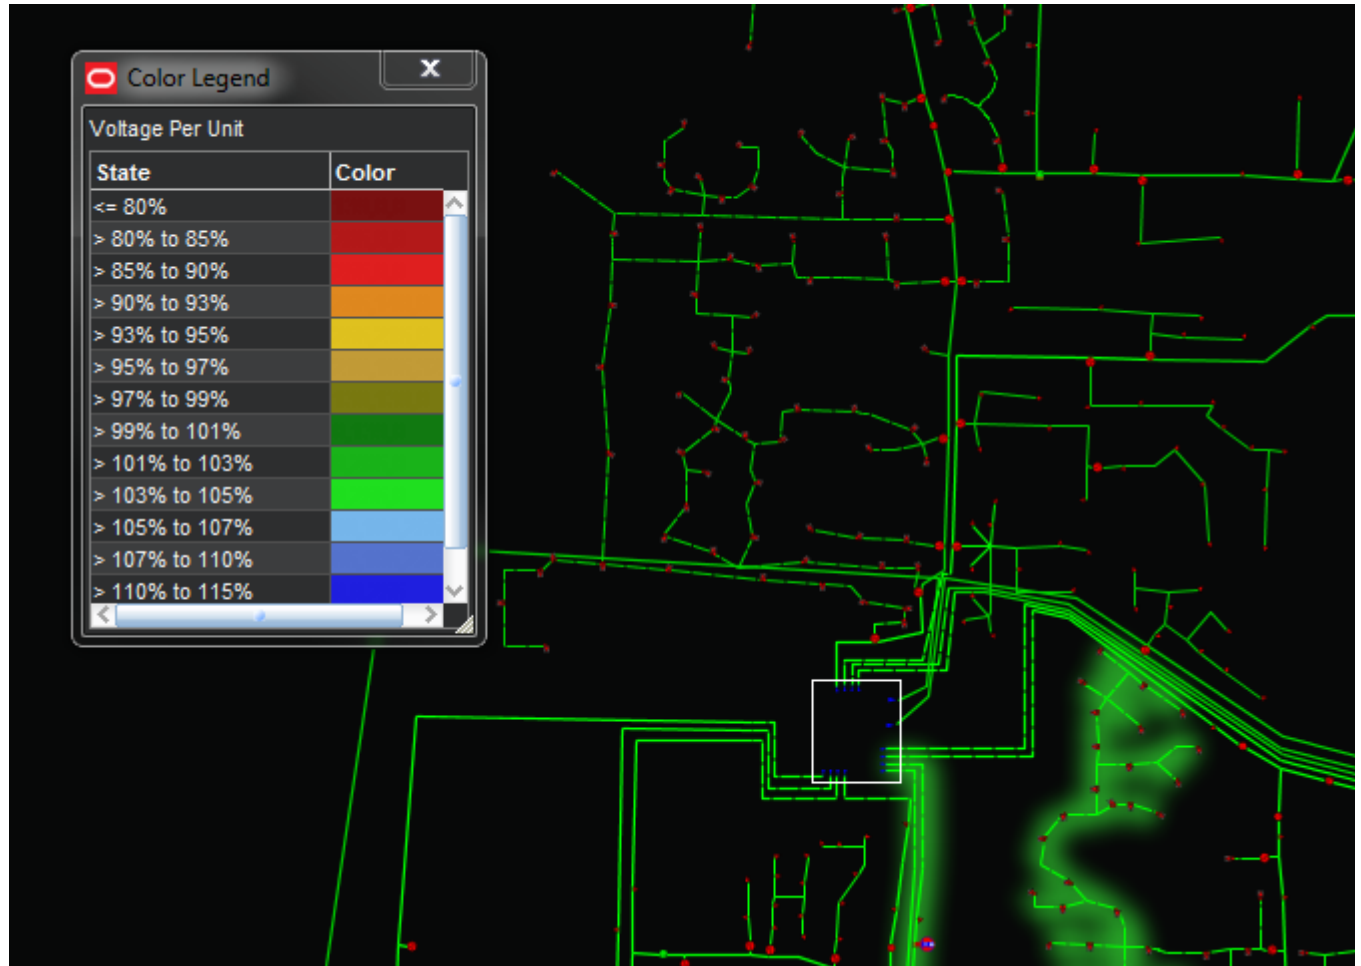 Color Legend
Voltage Per Unit
State Color
<= 80%
> 80% to 85%
> 85% to 90%
> 90% to 93%
> 93% to 95%
> 95% to 97%
> 97% to 99%
> 99% to 101%
> 101% to 103%
> 103% to 105%
> 105% to 107%
> 107% to 110%
> 110% to 115%